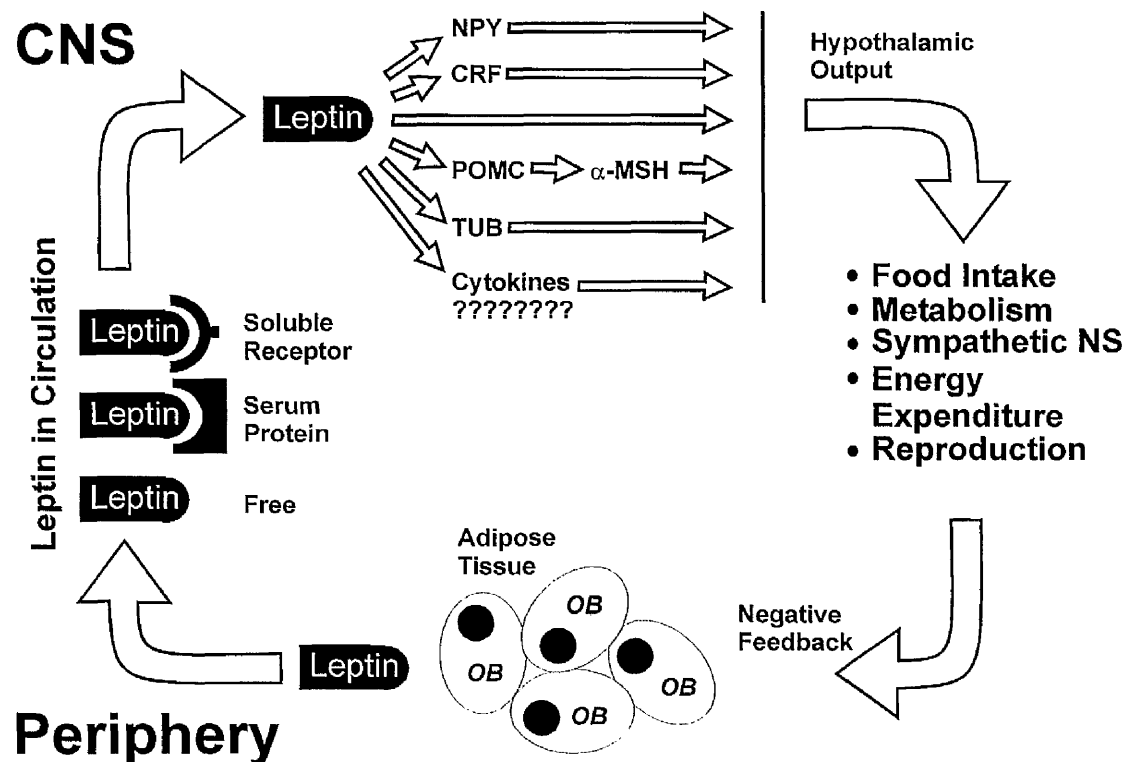 CNS
Leptin
NPY
CRF
POMC
α-MSH
TUB
Cytokines
????????
Hypothalamic
Output
• Food Intake
• Metabolism
• Sympathetic NS
• Energy
Expenditure
• Reproduction
Leptin in Circulation
Leptin
Soluble
Receptor
Leptin
Serum
Protein
Leptin
Free
Adipose
Tissue
OB
OB
OB
OB
Negative
Feedback
Leptin
Periphery